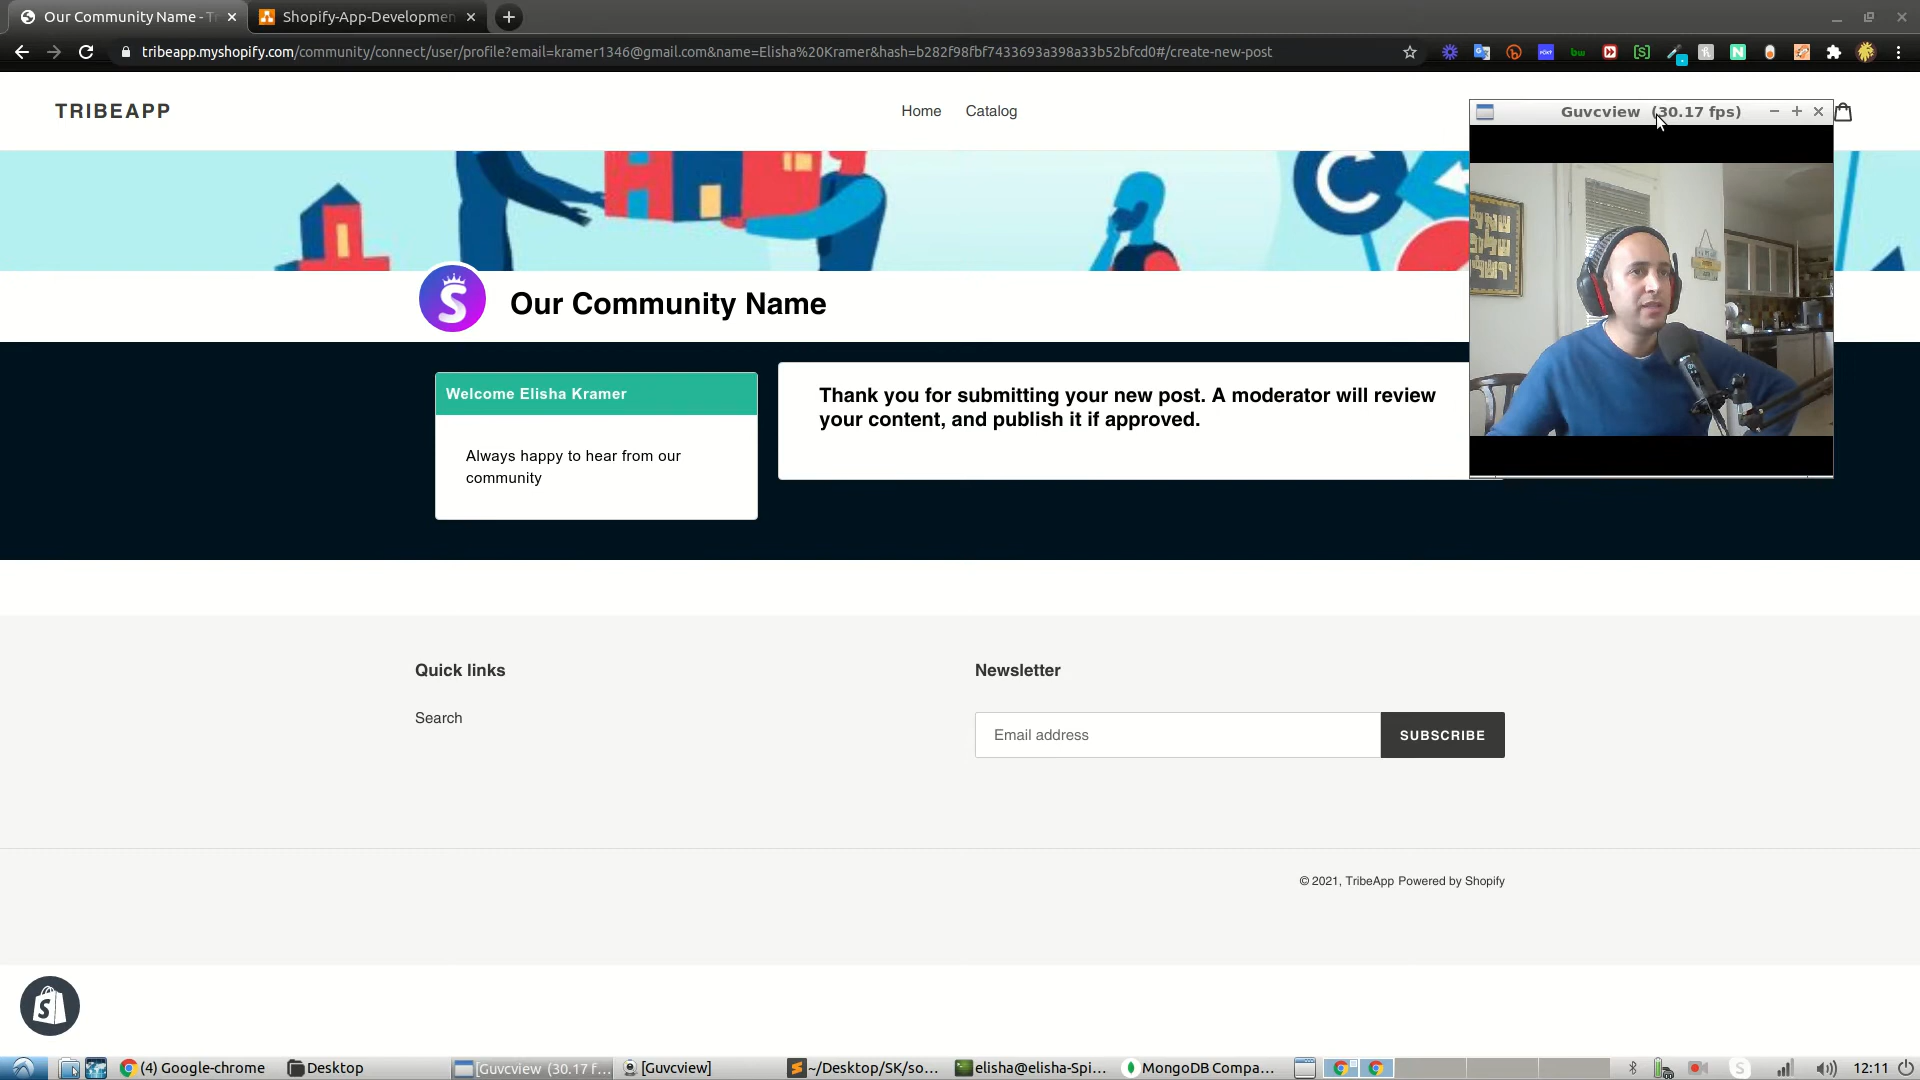 Our Community Name - Tr
Shopify-App-Developmen
tribeapp.myshopify.com/community/connect/user/profile?email=kramer1346@gmail.com&name=Elisha%20Kramer&hash=b282f98fbf7433693a398a33b52bfcd0#/create-new-post
TRIBEAPP
Home
Catalog
Guvcview (30.17 fps)
C
S
Our Community Name
Welcome Elisha Kramer
Always happy to hear from our
community
Thank you for submitting your new post. A moderator will review
your content, and publish it if approved.
Quick links
Newsletter
Search
Email address
SUBSCRIBE
© 2021, TribeApp Powered by Shopify
(4) Google-chrome
Desktop
[Guvcview (30.17 f...
[Guvcview]
~/Desktop/SK/so...
elisha@elisha-Spi...
MongoDB Compa...
12:11